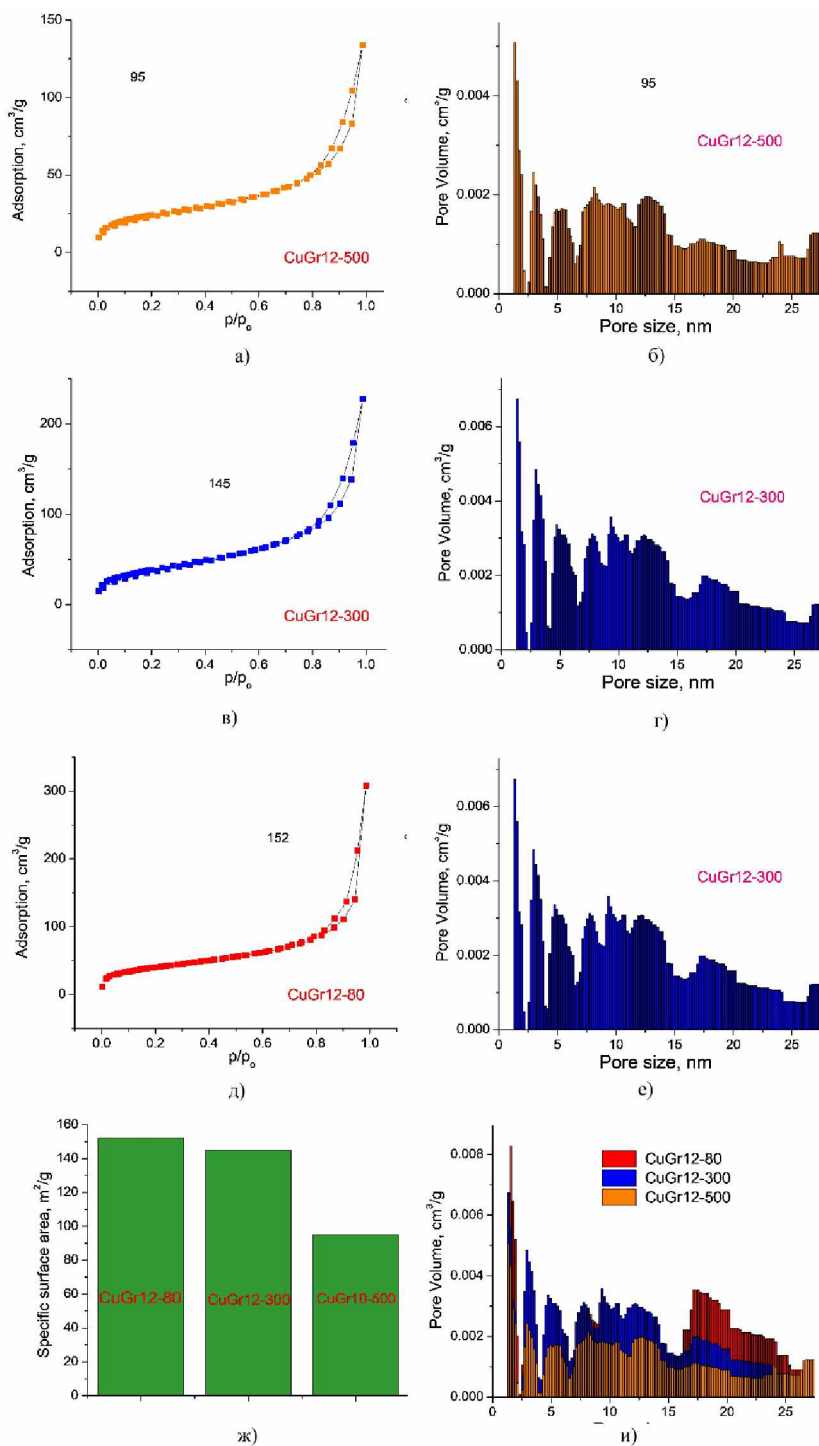 150
100
50
0
Adsorption, cm³/g
95
CuGr12-500
0.0 0.2 0.4 0.6 0.8 1.0
p/p₀
а)
0.004
0.002
0.000
Pore Volume, cm³/g
95
CuGr12-500
0 5 10 15 20 25
Pore size, nm
б)
200
100
0
Adsorption, cm³/g
145
CuGr12-300
0.0 0.2 0.4 0.6 0.8 1.0
p/p₀
в)
0.006
0.004
0.002
0.000
Pore Volume, cm³/g
CuGr12-300
0 5 10 15 20 25
Pore size, nm
г)
300
200
100
0
Adsorption, cm³/g
152
CuGr12-80
0.0 0.2 0.4 0.6 0.8 1.0
p/p₀
д)
0.006
0.004
0.002
0.000
Pore Volume, cm³/g
CuGr12-300
0 5 10 15 20 25
Pore size, nm
е)
160
140
120
100
80
60
40
20
0
Specific surface area, m²/g
CuGr12-80
CuGr12-300
CuGr10-500
ж)
0.008
0.006
0.004
0.002
0.000
Pore Volume, cm³/g
CuGr12-80
CuGr12-300
CuGr12-500
0 5 10 15 20 25
и)